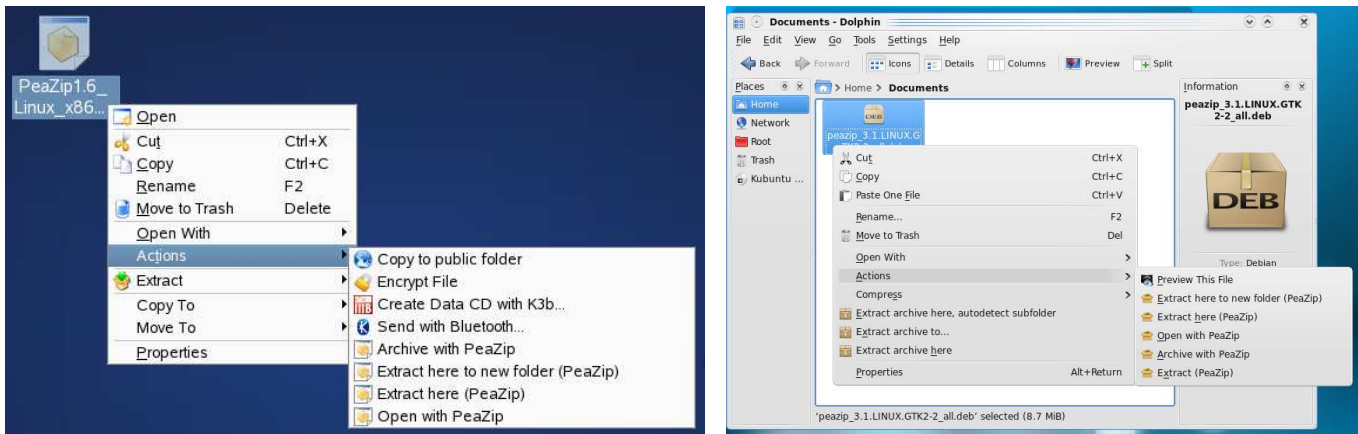 PeaZip1.6_
Linux_x86...
Open
Cut Ctrl+X
Copy Ctrl+C
Rename F2
Move to Trash Delete
Open With
Actions
Extract
Copy To
Move To
Properties
Copy to public folder
Encrypt File
Create Data CD with K3b...
Send with Bluetooth...
Archive with PeaZip
Extract here to new folder (PeaZip)
Extract here (PeaZip)
Open with PeaZip
Documents - Dolphin
File Edit View Go Tools Settings Help
Back Forward Icons Details Columns Preview Split
Places
Home > Documents
Information
Home
Network
Root
Trash
Kubuntu ...
DEB
peazip_3.1.LINUX.G
Cut Ctrl+X
Copy Ctrl+C
Paste One File Ctrl+V
Rename... F2
Move to Trash Del
Open With
Actions
Compress
Extract archive here, autodetect subfolder
Extract archive to...
Extract archive here
Properties Alt+Return
peazip_3.1.LINUX.GTK
2-2_all.deb
DEB
Type: Debian
Preview This File
Extract here to new folder (PeaZip)
Extract here (PeaZip)
Open with PeaZip
Archive with PeaZip
Extract (PeaZip)
'peazip_3.1.LINUX.GTK2-2_all.deb' selected (8.7 MiB)